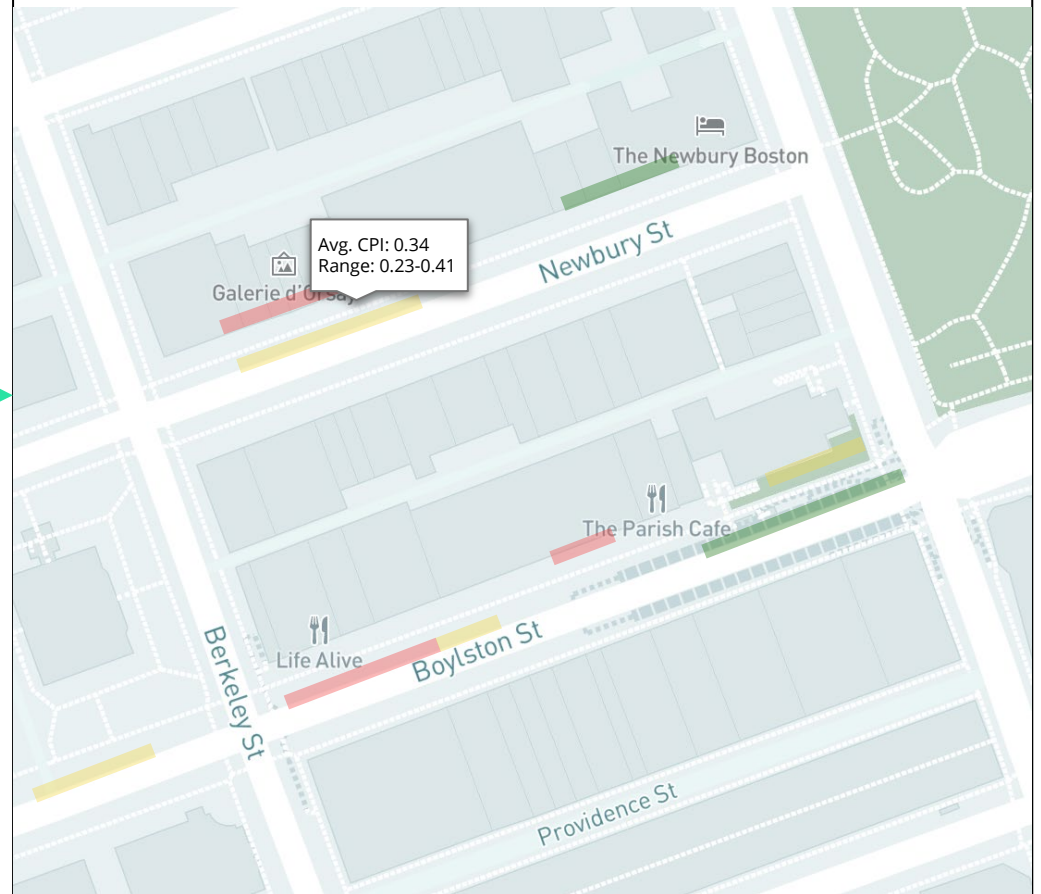 The Newbury Boston
Newbury St
Avg. CPI: 0.34
Range: 0.23-0.41
Galerie d'Orsay
The Parish Cafe
Life Alive
Boylston St
Berkeley St
Providence St